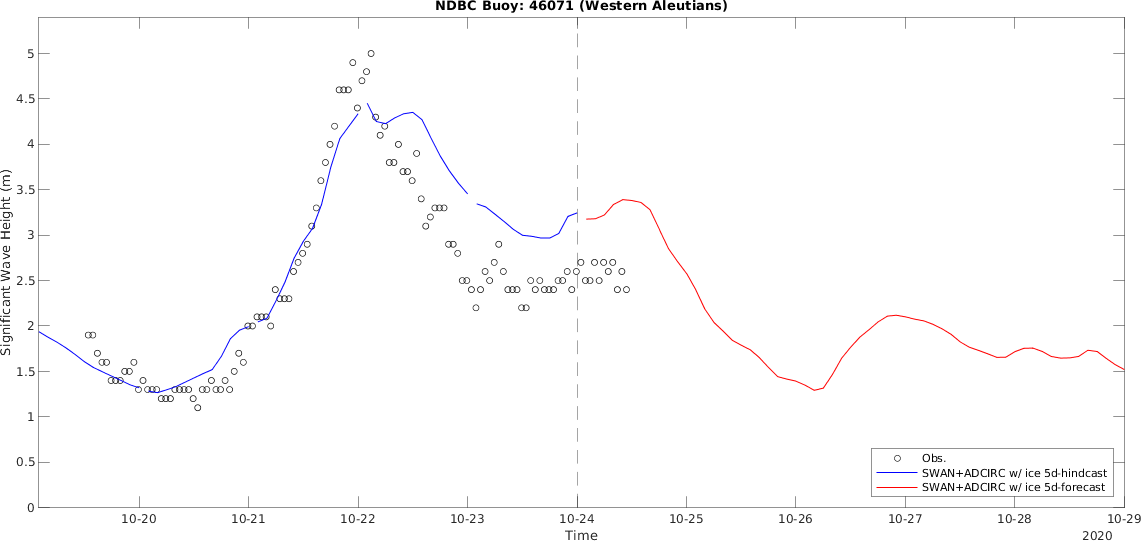 NDBC Buoy: 46071 (Western Aleutians)
Significant Wave Height (m)
5
4.5
4
3.5
3
2.5
2
1.5
1
0.5
0
Obs.
SWAN+ADCIRC w/ ice 5d-hindcast
SWAN+ADCIRC w/ ice 5d-forecast
10-20 10-21 10-22 10-23 10-24 10-25 10-26 10-27 10-28 10-29
Time
2020